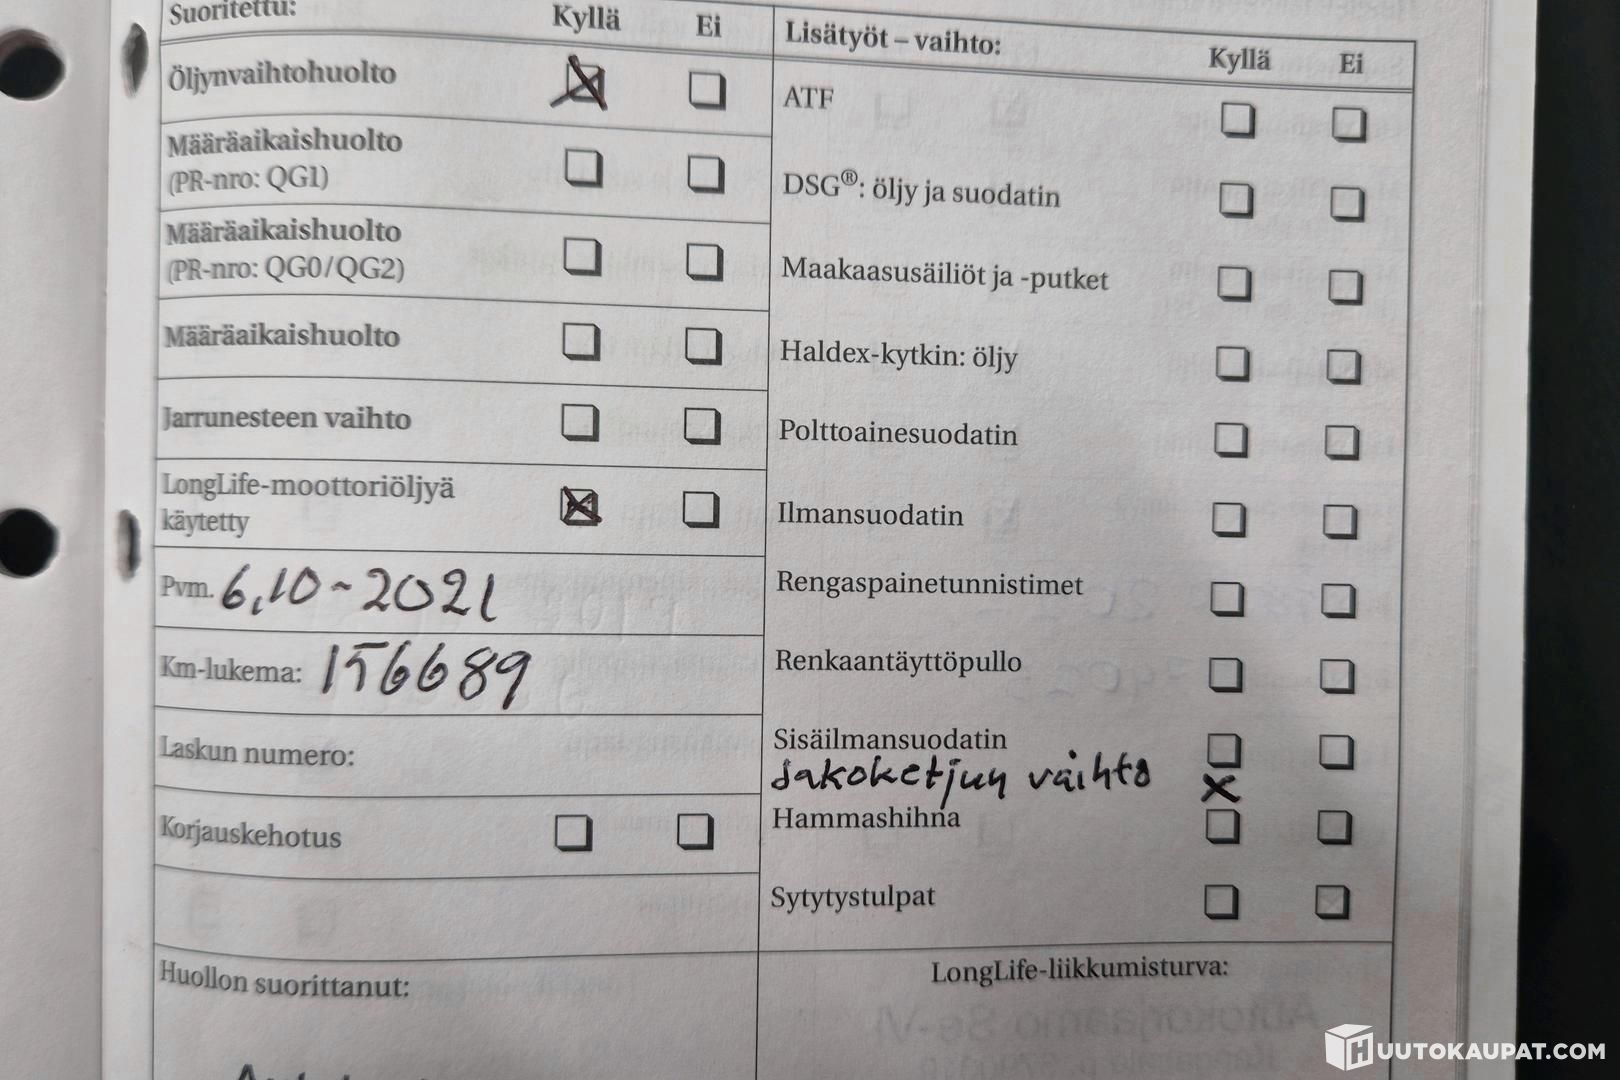 Suoritettu: Kyllä Ei
Öljynvaihtohuolto
Määräaikaishuolto
(PR-nro: QG1)
Määräaikaishuolto
(PR-nro: QG0/QG2)
Määräaikaishuolto
Jarrunesteen vaihto
LongLife-moottoriöljyä
käytetty
Pvm. 6,10-2021
Km-lukema: 156689
Laskun numero:
Korjauskehotus
Huollon suorittanut:
Lisätyöt – vaihto: Kyllä Ei
ATF
DSG®: öljy ja suodatin
Maakaasusäiliöt ja -putket
Haldex-kytkin: öljy
Polttoainesuodatin
Ilmansuodatin
Rengaspainetunnistimet
Renkaantäyttöpullo
Sisäilmansuodatin
Jakoketjun vaihto X
Hammashihna
Sytytystulpat
LongLife-liikkumisturva:
HUUTOKAUPAT.COM